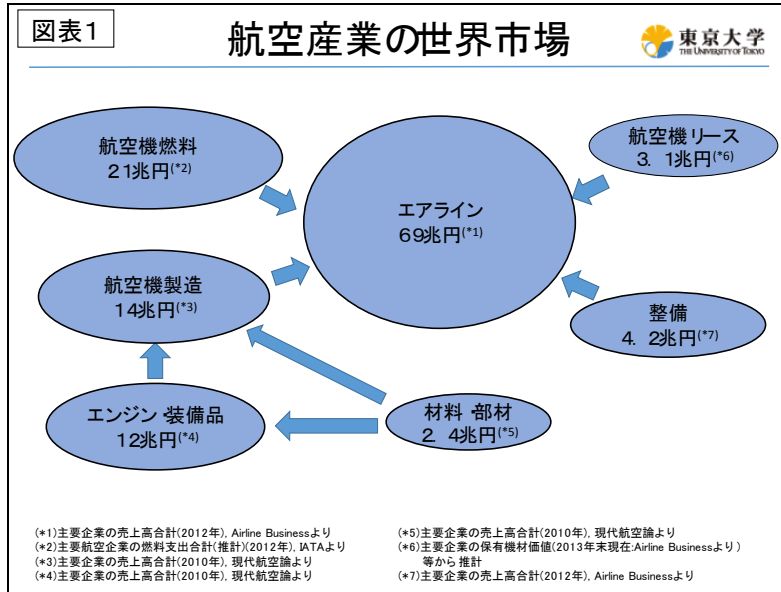 図表１
航空産業の世界市場
東京大学
THE UNIVERSITY OF TOKYO
航空機燃料
２１兆円(*2)
エアライン
６９兆円(*1)
航空機リース
３．１兆円(*6)
航空機製造
１４兆円(*3)
整備
４．２兆円(*7)
エンジン・装備品
１２兆円(*4)
材料・部材
２．４兆円(*5)
(*1)主要企業の売上高合計(2012年), Airline Businessより
(*2)主要航空企業の燃料支出合計(推計)(2012年), IATAより
(*3)主要企業の売上高合計(2010年), 現代航空論より
(*4)主要企業の売上高合計(2010年), 現代航空論より
(*5)主要企業の売上高合計(2010年), 現代航空論より
(*6)主要企業の保有機材価値(2013年末現在:Airline Businessより)
等から推計
(*7)主要企業の売上高合計(2012年), Airline Businessより